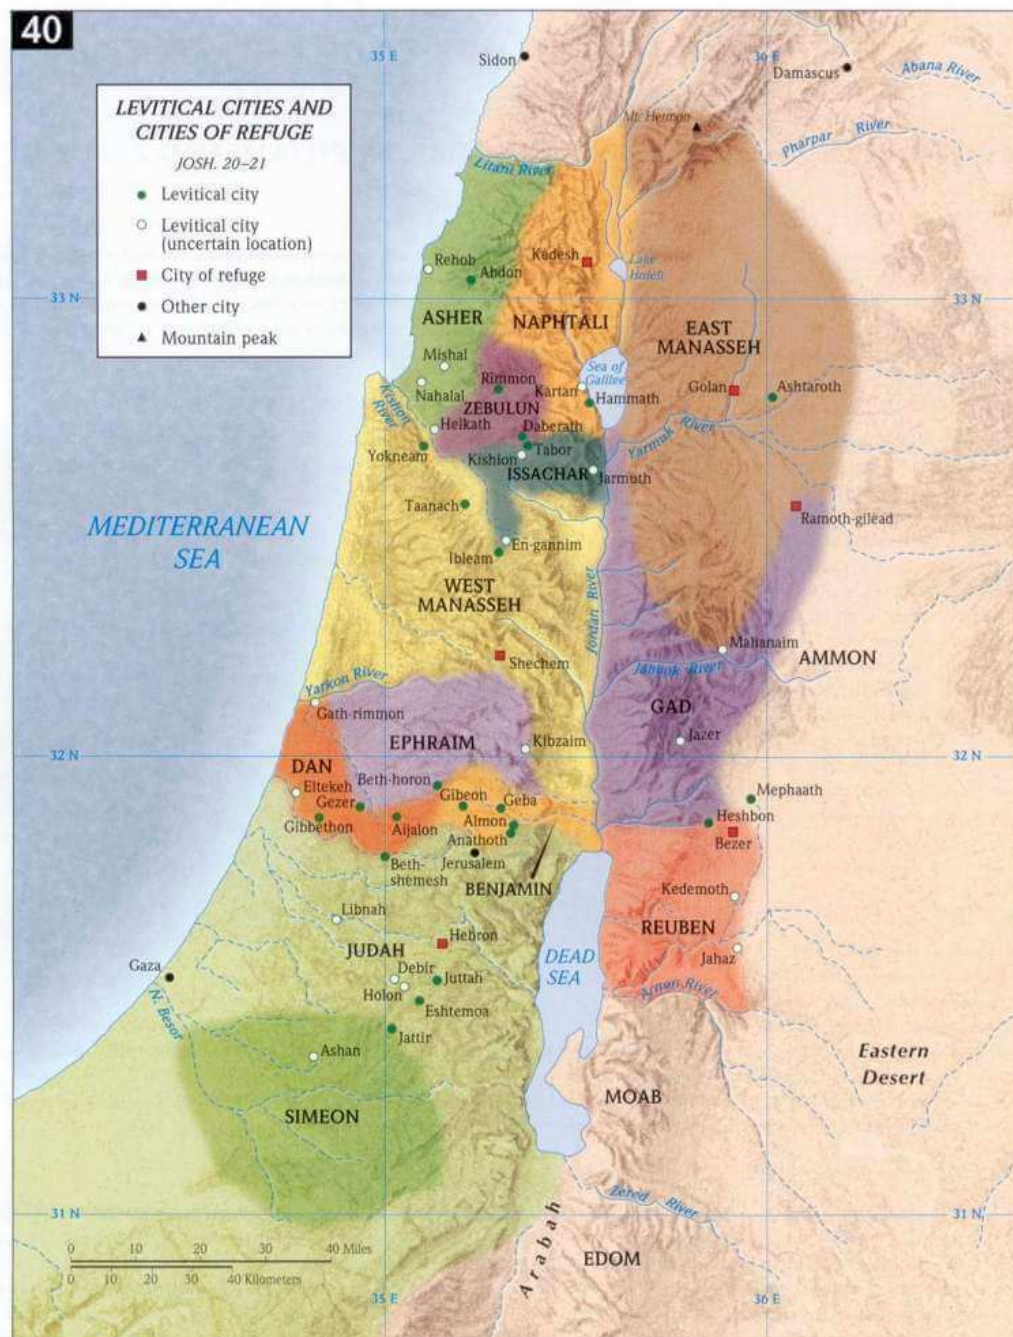 40
35 E
36 E
Sidon
Damascus
Abana River
LEVITICAL CITIES AND
CITIES OF REFUGE
JOSH. 20–21
Levitical city
Levitical city
(uncertain location)
City of refuge
Other city
Mountain peak
Mt. Hermon
Pharpar River
Litani River
Rehob
Abdon
Kadesh
Lake
Huleh
33 N
33 N
ASHER
NAPHTALI
EAST
MANASSEH
Mishal
Nahalal
Rimmon
Kartan
Sea of
Galilee
Hammath
Golan
Ashtaroth
Kishon
River
ZEBULUN
Helkath
Daberath
Yarmuk River
Yokneam
Kishion
Tabor
ISSACHAR
Jarmuth
Taanach
Ramoth-gilead
MEDITERRANEAN
SEA
En-gannim
Ibleam
WEST
MANASSEH
Jordan River
Shechem
Mahanaim
AMMON
Jabbok River
Yarkon River
Gath-rimmon
GAD
EPHRAIM
Kibzaim
Jazer
32 N
32 N
DAN
Beth-horon
Eltekeh
Gezer
Gibeon
Geba
Mephaath
Gibbethon
Aijalon
Almon
Anathoth
Heshbon
Bezer
Beth-
shemesh
Jerusalem
BENJAMIN
Kedemoth
Libnah
REUBEN
JUDAH
Hebron
DEAD
SEA
Jahaz
Gaza
Debir
Juttah
Holon
Arnon River
N. Besor
Eshtemoa
Jattir
Ashan
Eastern
Desert
SIMEON
MOAB
Zered River
31 N
31 N
Arabah
EDOM
0 10 20 30 40 Miles
0 10 20 30 40 Kilometers
35 E
36 E